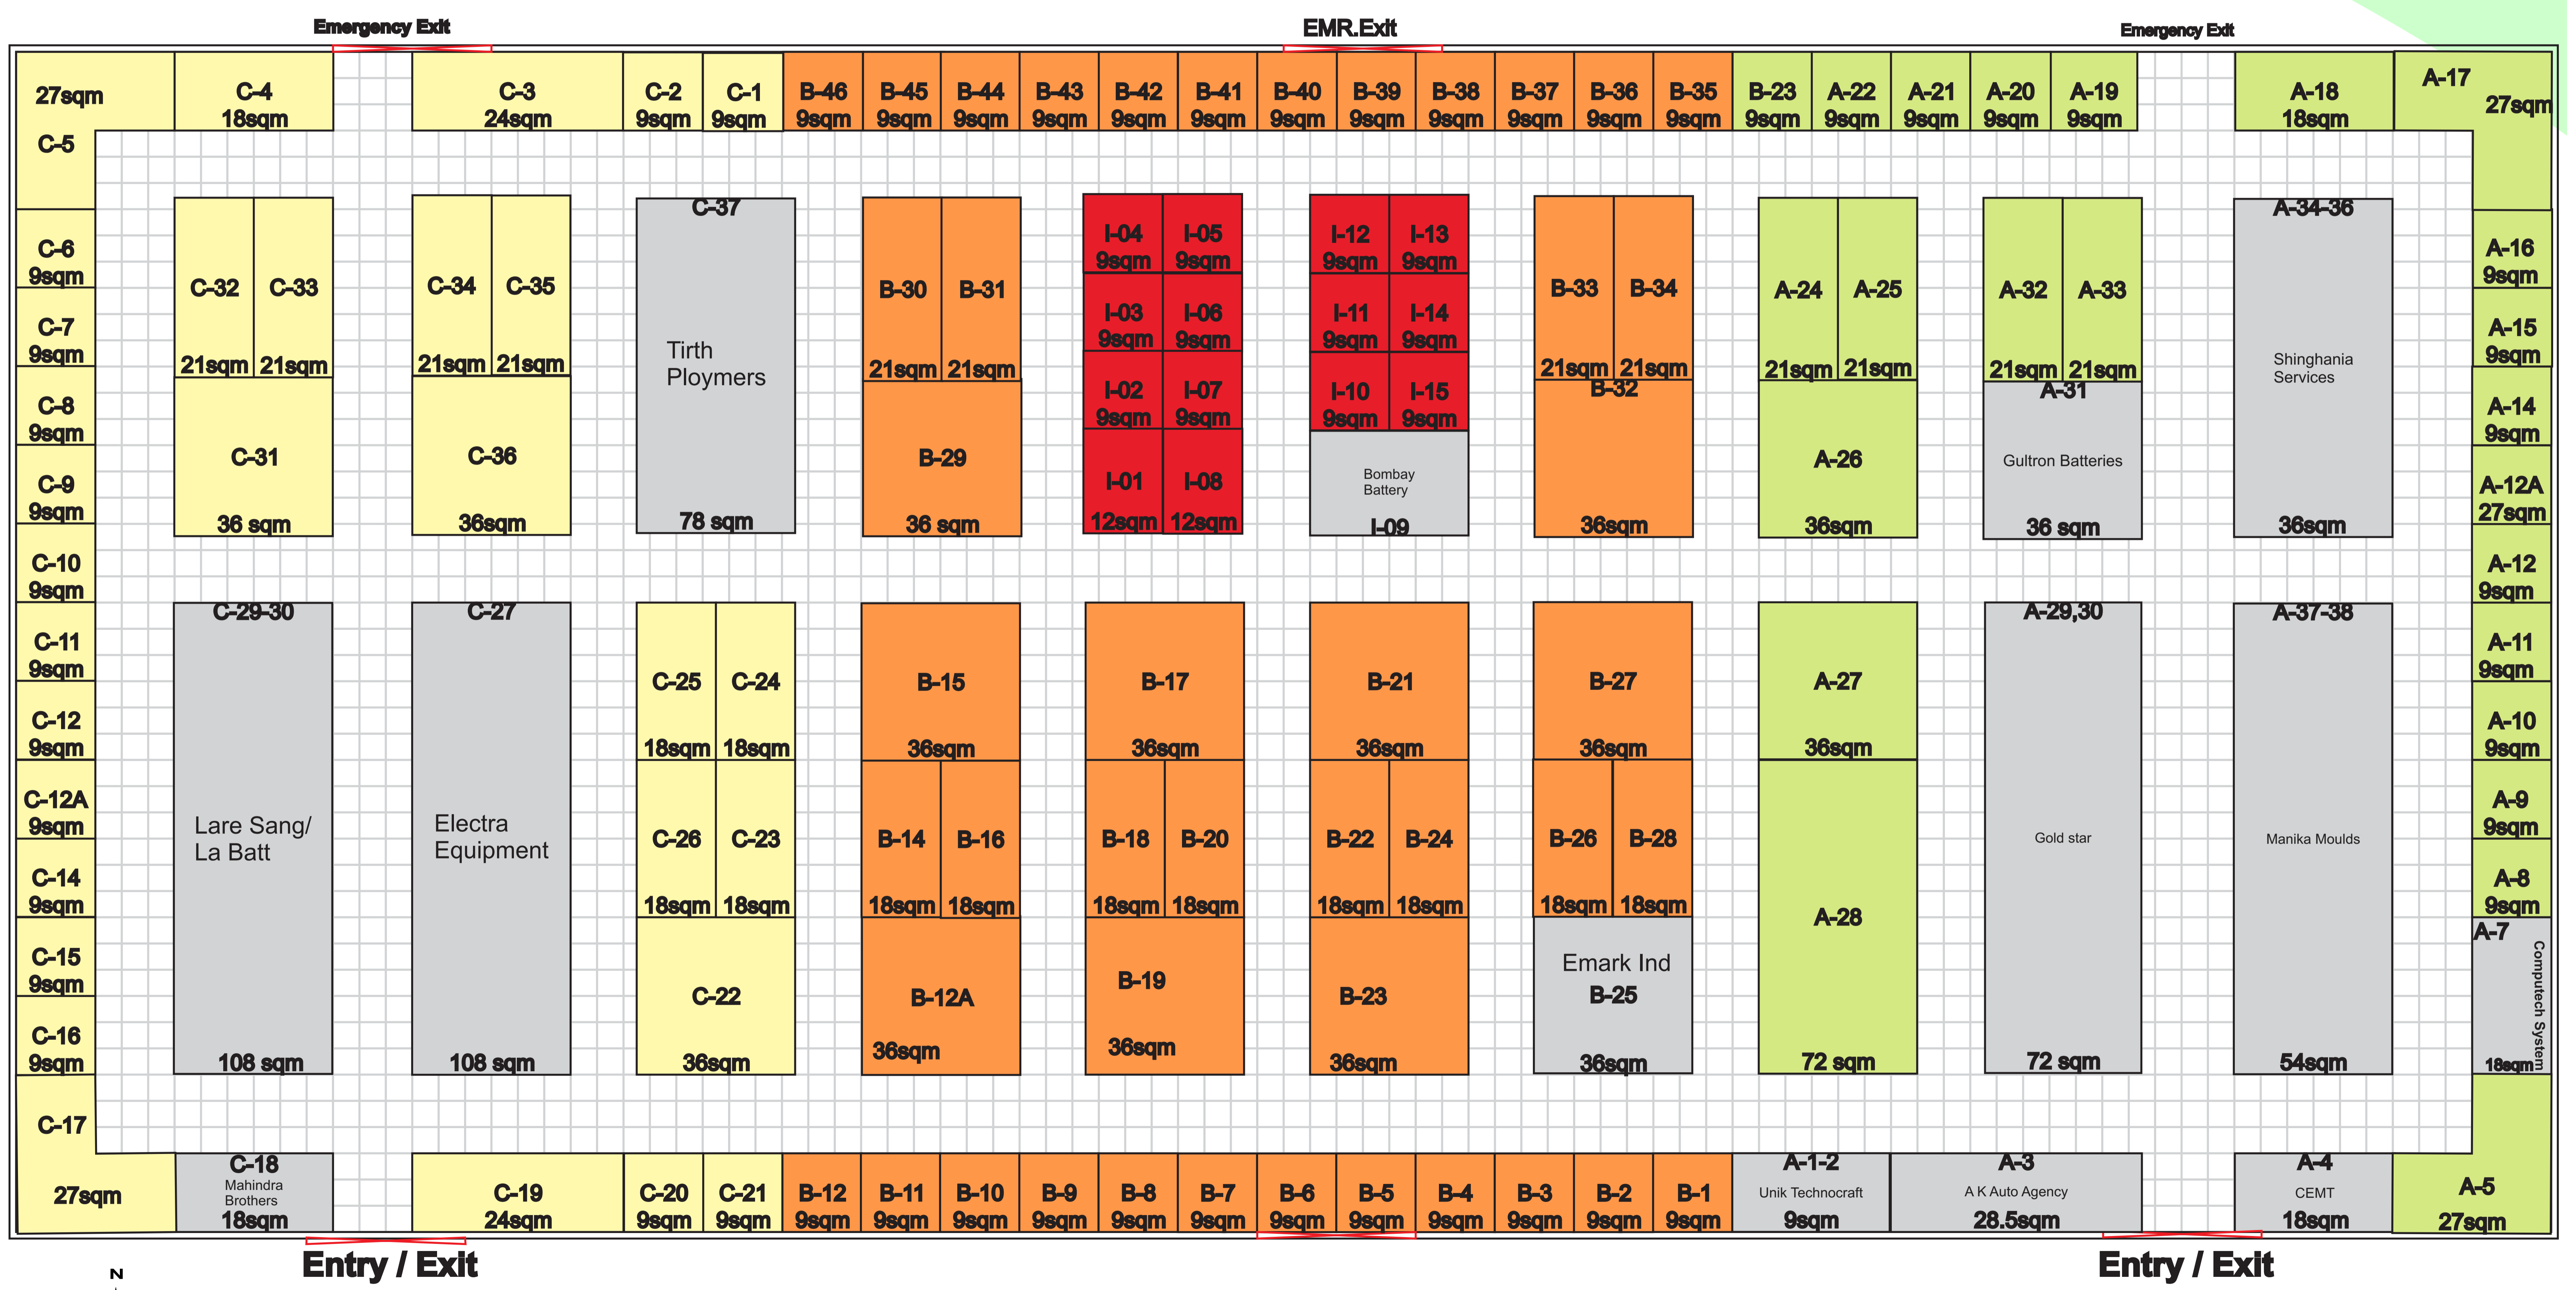 Emergency Exit
EMR.Exit
Emergency Exit
27sqm
C-5
C-4
18sqm
C-3
24sqm
C-2
9sqm
C-1
9sqm
B-46
9sqm
B-45
9sqm
B-44
9sqm
B-43
9sqm
B-42
9sqm
B-41
9sqm
B-40
9sqm
B-39
9sqm
B-38
9sqm
B-37
9sqm
B-36
9sqm
B-35
9sqm
B-23
9sqm
A-22
9sqm
A-21
9sqm
A-20
9sqm
A-19
9sqm
A-18
18sqm
A-17
27sqm
C-6
9sqm
C-7
9sqm
C-8
9sqm
C-9
9sqm
C-10
9sqm
C-11
9sqm
C-12
9sqm
C-12A
9sqm
C-14
9sqm
C-15
9sqm
C-16
9sqm
C-17
27sqm
C-32
21sqm
C-33
21sqm
C-31
36 sqm
C-34
21sqm
C-35
21sqm
C-36
36sqm
C-37
Tirth
Ploymers
78 sqm
B-30
21sqm
B-31
21sqm
B-29
36 sqm
I-04
9sqm
I-05
9sqm
I-03
9sqm
I-06
9sqm
I-02
9sqm
I-07
9sqm
I-01
12sqm
I-08
12sqm
I-12
9sqm
I-13
9sqm
I-11
9sqm
I-14
9sqm
I-10
9sqm
I-15
9sqm
Bombay
Battery
I-09
B-33
21sqm
B-34
21sqm
B-32
36sqm
A-24
21sqm
A-25
21sqm
A-26
36sqm
A-32
21sqm
A-33
21sqm
A-31
Gultron Batteries
36 sqm
A-34-36
Shinghania
Services
36sqm
A-16
9sqm
A-15
9sqm
A-14
9sqm
A-12A
27sqm
A-12
9sqm
A-11
9sqm
A-10
9sqm
A-9
9sqm
A-8
9sqm
A-7
Computech System
18sqm
C-29-30
Lare Sang/
La Batt
108 sqm
C-27
Electra
Equipment
108 sqm
C-25
18sqm
C-24
18sqm
C-26
18sqm
C-23
18sqm
C-22
36sqm
B-15
36sqm
B-14
18sqm
B-16
18sqm
B-12A
36sqm
B-17
36sqm
B-18
18sqm
B-20
18sqm
B-19
36sqm
B-21
36sqm
B-22
18sqm
B-24
18sqm
B-23
36sqm
B-27
36sqm
B-26
18sqm
B-28
18sqm
Emark Ind
B-25
36sqm
A-27
36sqm
A-28
72 sqm
A-29,30
Gold star
72 sqm
A-37-38
Manika Moulds
54sqm
C-18
Mahindra
Brothers
18sqm
C-19
24sqm
C-20
9sqm
C-21
9sqm
B-12
9sqm
B-11
9sqm
B-10
9sqm
B-9
9sqm
B-8
9sqm
B-7
9sqm
B-6
9sqm
B-5
9sqm
B-4
9sqm
B-3
9sqm
B-2
9sqm
B-1
9sqm
A-1-2
Unik Technocraft
9sqm
A-3
A K Auto Agency
28.5sqm
A-4
CEMT
18sqm
A-5
27sqm
Entry / Exit
Entry / Exit
N